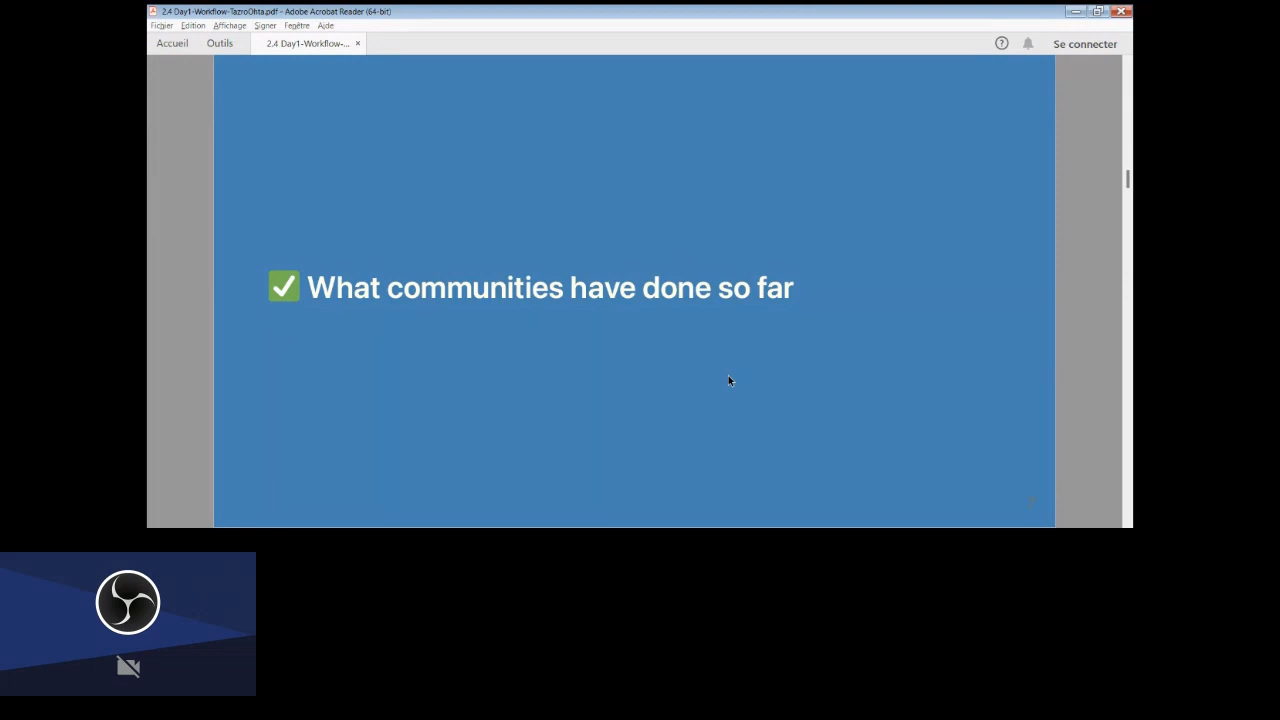 2.4 Day1-Workflow-TazroOhta.pdf - Adobe Acrobat Reader (64-bit)
Fichier Edition Affichage Signer Fenêtre Aide
Accueil Outils 2.4 Day1-Workflow-... × Se connecter
✅ What communities have done so far